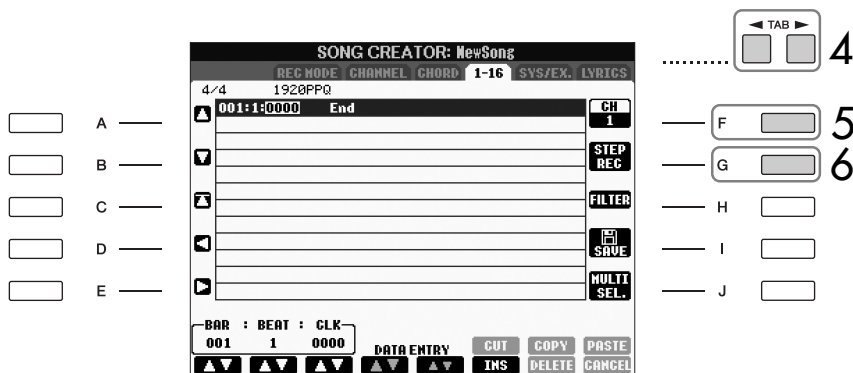 ◄ TAB ►
4
SONG CREATOR: NewSong
REC MODE CHANNEL CHORD 1-16 SYS/EX. LYRICS
4/4 1920PPQ
001:1:0000 End
CH
1
A
F
5
STEP
REC
B
G
6
C
FILTER
H
D
SAVE
I
E
MULTI
SEL.
J
BAR : BEAT : CLK
001 1 0000
DATA ENTRY
CUT COPY PASTE
INS DELETE CANCEL